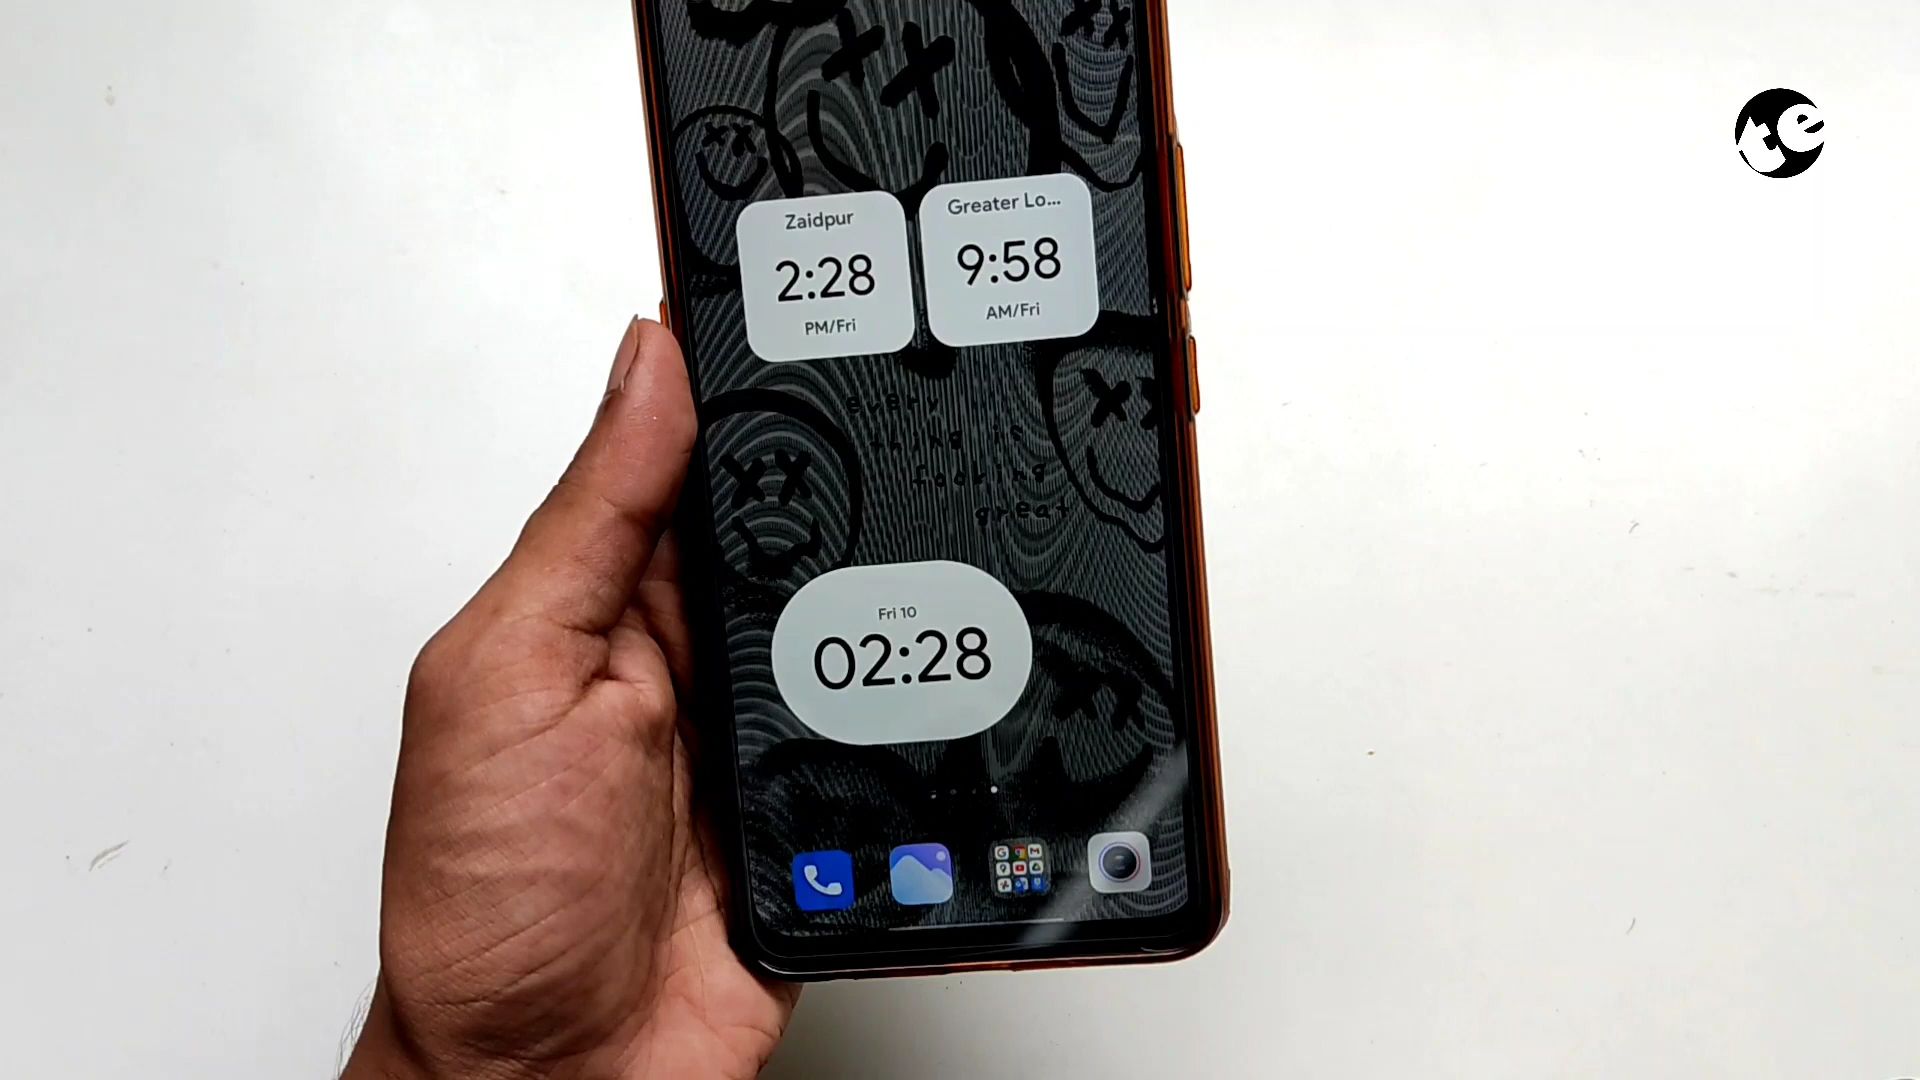 te
Zaidpur
2:28
PM/Fri
Greater Lo...
9:58
AM/Fri
every
thing is
feeling
great
Fri 10
02:28